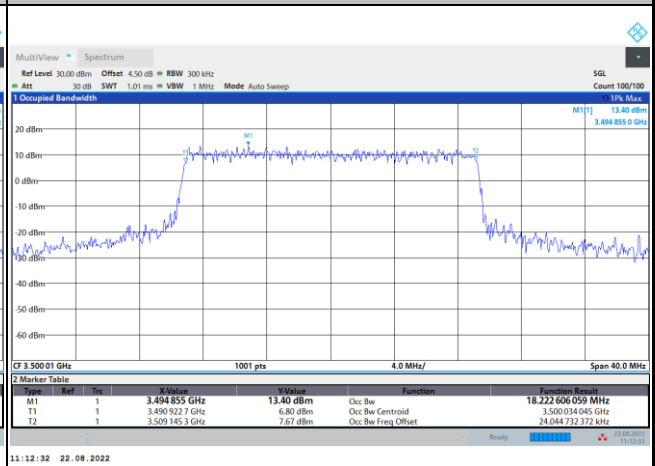 MultiView Spectrum
Ref Level 30.00 dBm Offset 4.50 dB RBW 300 kHz SGL
Att 30 dB SWT 1.01 ms VBW 1 MHz Mode Auto Sweep Count 100/100
1 Occupied Bandwidth 1Pk Max
M1[1] 13.40 dBm
3.494 855 0 GHz
20 dBm
M1
T1 T2
10 dBm
0 dBm
-10 dBm
-20 dBm
-30 dBm
-40 dBm
-50 dBm
-60 dBm
CF 3.500 01 GHz 1001 pts 4.0 MHz/ Span 40.0 MHz
2 Marker Table
Type Ref Trc X-Value Y-Value Function Function Result
M1 1 3.494 855 GHz 13.40 dBm Occ Bw 18.222 606 059 MHz
T1 1 3.490 922 7 GHz 6.80 dBm Occ Bw Centroid 3.500 034 045 GHz
T2 1 3.509 145 3 GHz 7.67 dBm Occ Bw Freq Offset 24.044 732 372 kHz
Ready 22.08.2022
11:12:32
11:12:32 22.08.2022